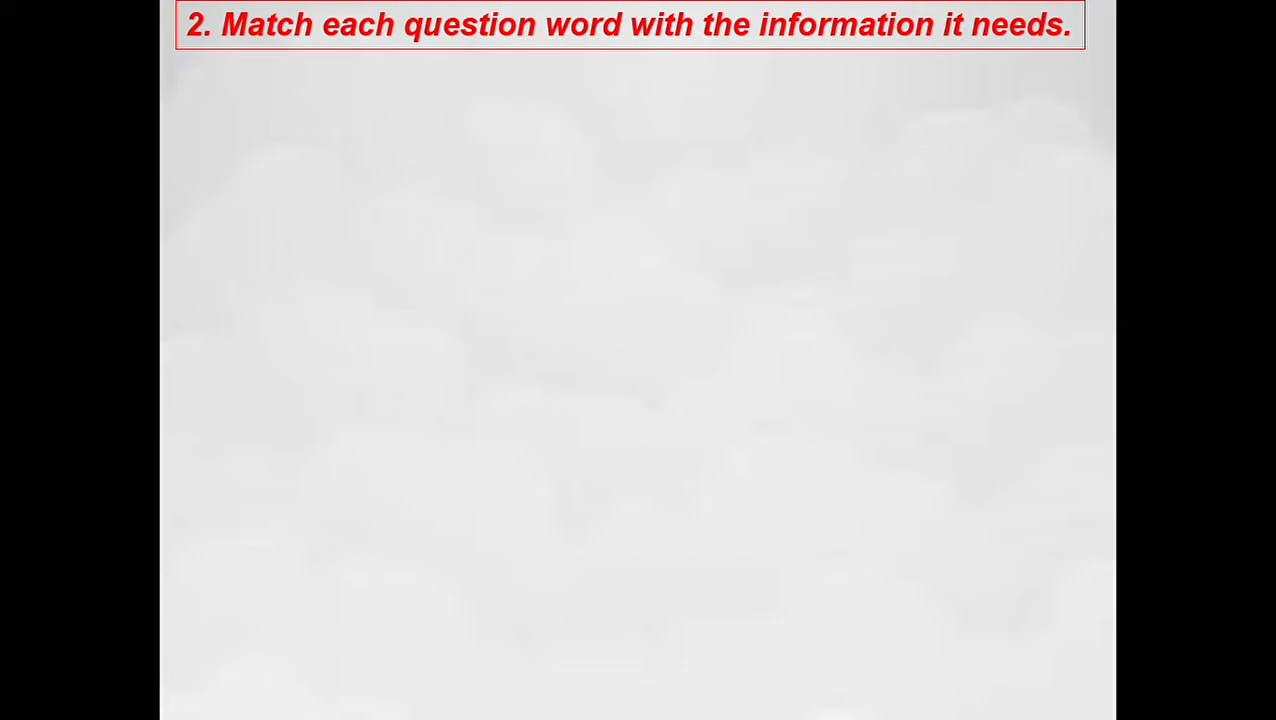 2. Match each question word with the information it needs.